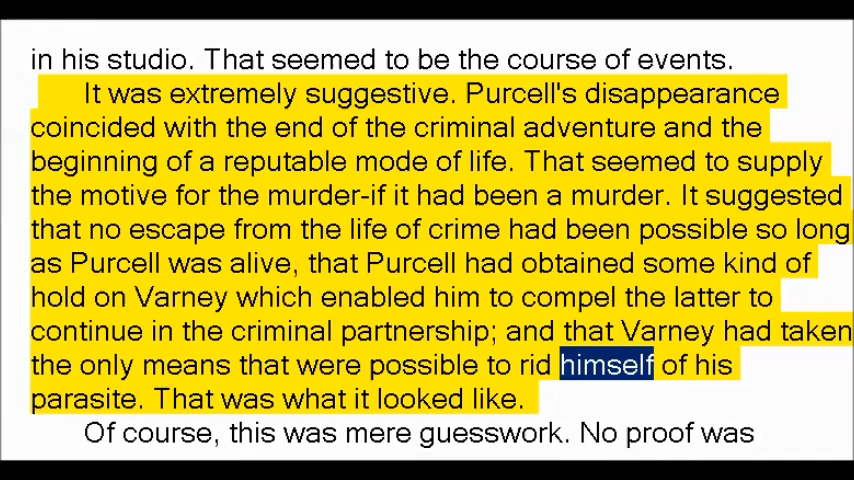 in his studio. That seemed to be the course of events.
It was extremely suggestive. Purcell's disappearance
coincided with the end of the criminal adventure and the
beginning of a reputable mode of life. That seemed to supply
the motive for the murder-if it had been a murder. It suggested
that no escape from the life of crime had been possible so long
as Purcell was alive, that Purcell had obtained some kind of
hold on Varney which enabled him to compel the latter to
continue in the criminal partnership; and that Varney had taken
the only means that were possible to rid himself of his
parasite. That was what it looked like.
Of course, this was mere guesswork. No proof was